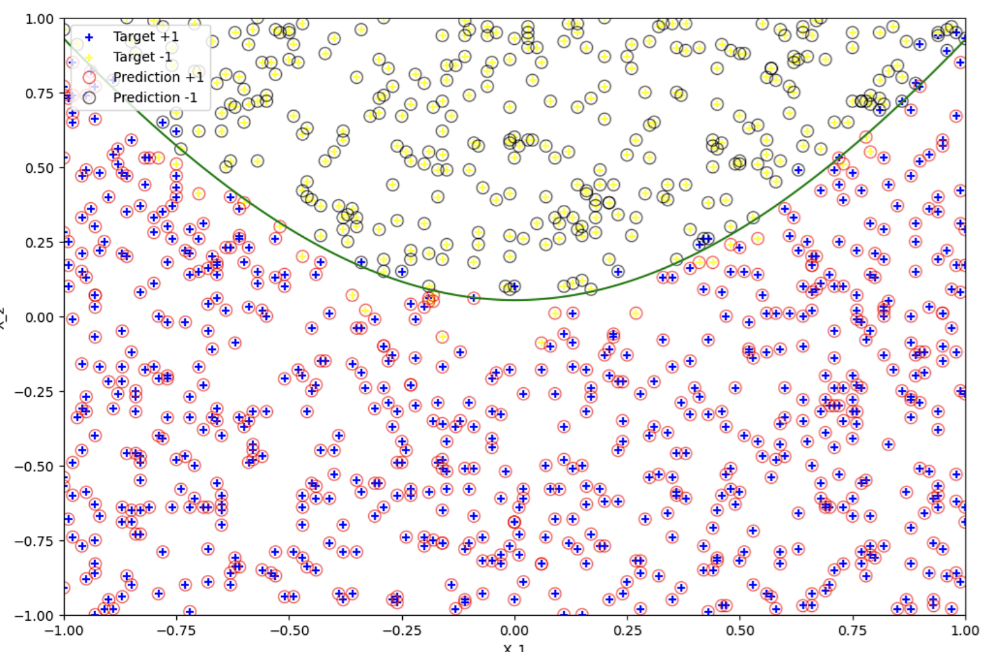 1.00
0.75
0.50
0.25
0.00
−0.25
−0.50
−0.75
−1.00
Target +1
Target -1
Prediction +1
Prediction -1
−1.00 −0.75 −0.50 −0.25 0.00 0.25 0.50 0.75 1.00
X_1